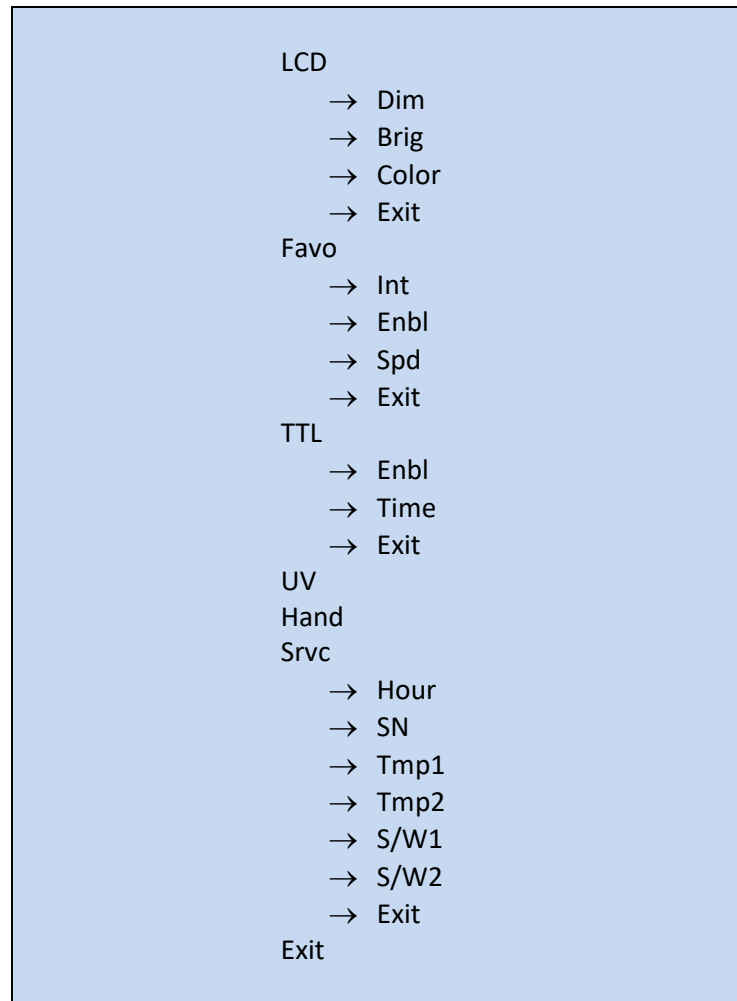 LCD
→ Dim
→ Brig
→ Color
→ Exit
Favo
→ Int
→ Enbl
→ Spd
→ Exit
TTL
→ Enbl
→ Time
→ Exit
UV
Hand
Srvc
→ Hour
→ SN
→ Tmp1
→ Tmp2
→ S/W1
→ S/W2
→ Exit
Exit